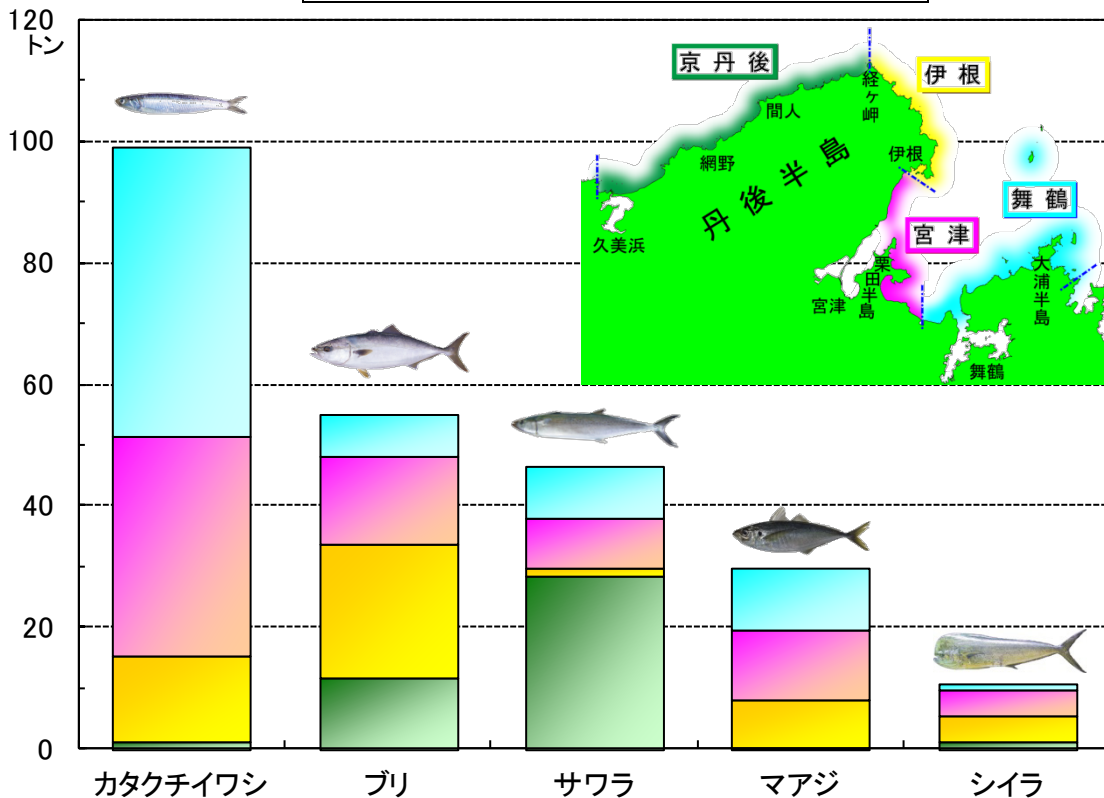 120
トン
100
80
60
40
20
0
京丹後
伊根
経ヶ岬
間人
伊根
網野
丹後半島
舞鶴
宮津
久美浜
栗田半島
大浦半島
宮津
舞鶴
カタクチイワシ
ブリ
サワラ
マアジ
シイラ